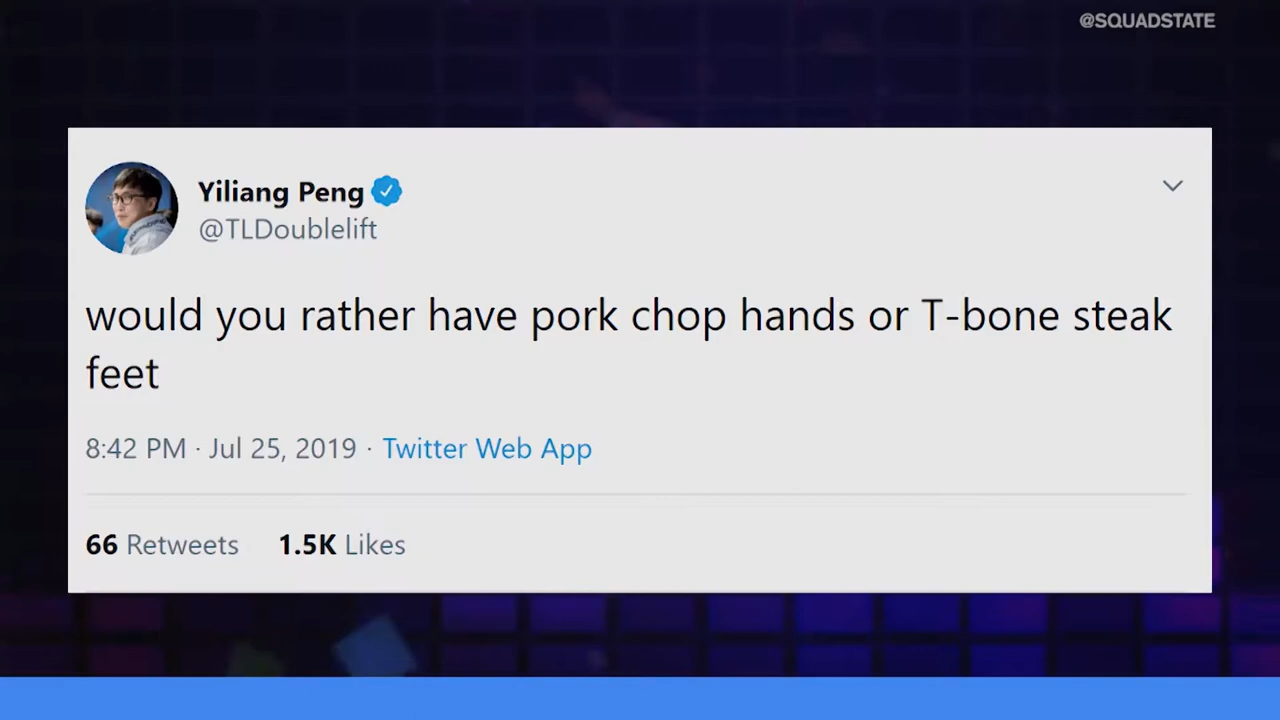 @SQUADSTATE
Yiliang Peng
@TLDoublelift
would you rather have pork chop hands or T-bone steak
feet
8:42 PM · Jul 25, 2019 · Twitter Web App
66 Retweets 1.5K Likes